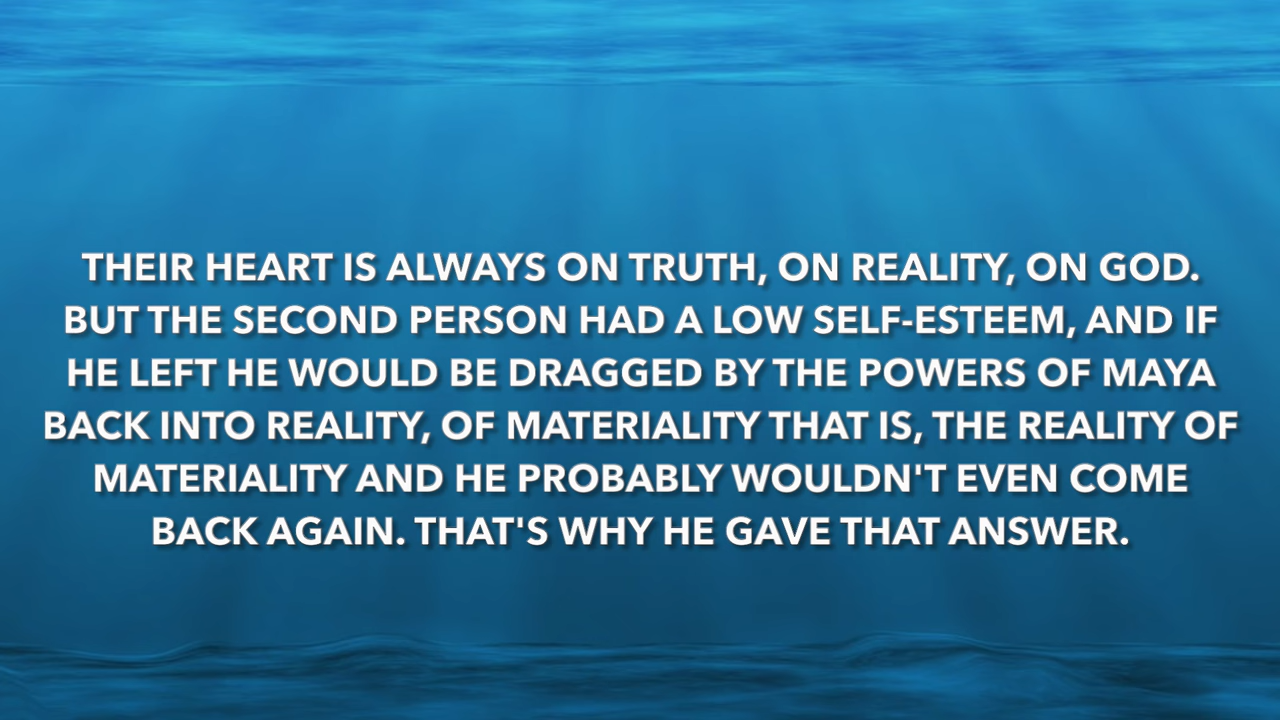 THEIR HEART IS ALWAYS ON TRUTH, ON REALITY, ON GOD.
BUT THE SECOND PERSON HAD A LOW SELF-ESTEEM, AND IF
HE LEFT HE WOULD BE DRAGGED BY THE POWERS OF MAYA
BACK INTO REALITY, OF MATERIALITY THAT IS, THE REALITY OF
MATERIALITY AND HE PROBABLY WOULDN'T EVEN COME
BACK AGAIN. THAT'S WHY HE GAVE THAT ANSWER.